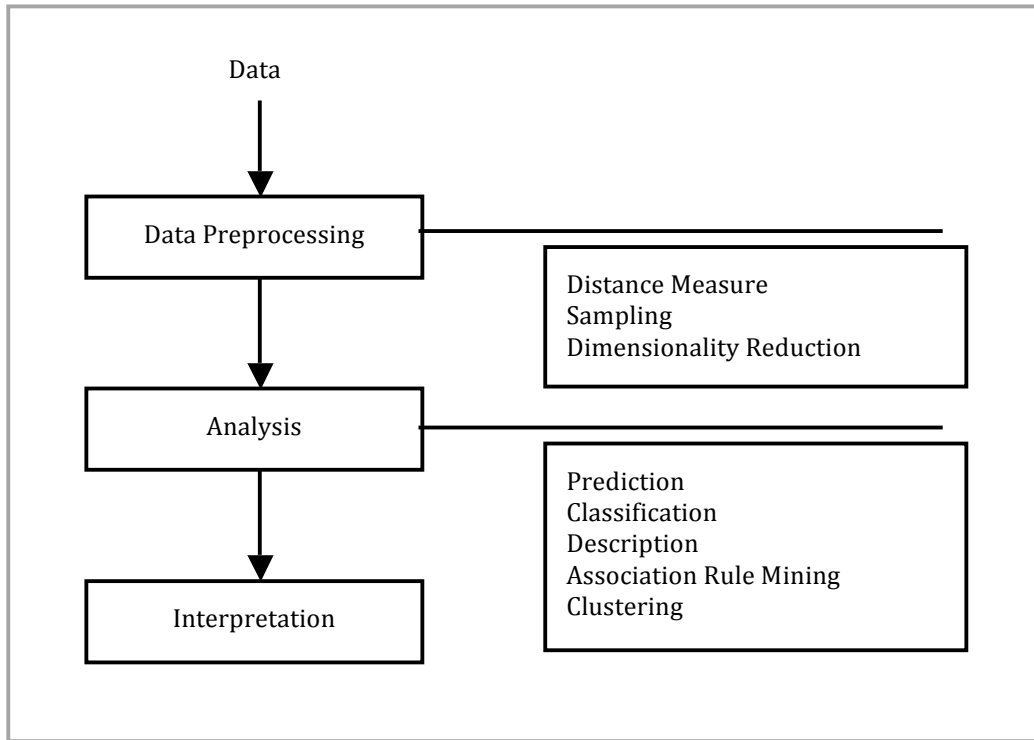 Data
Data Preprocessing
Distance Measure
Sampling
Dimensionality Reduction
Analysis
Prediction
Classification
Description
Association Rule Mining
Clustering
Interpretation